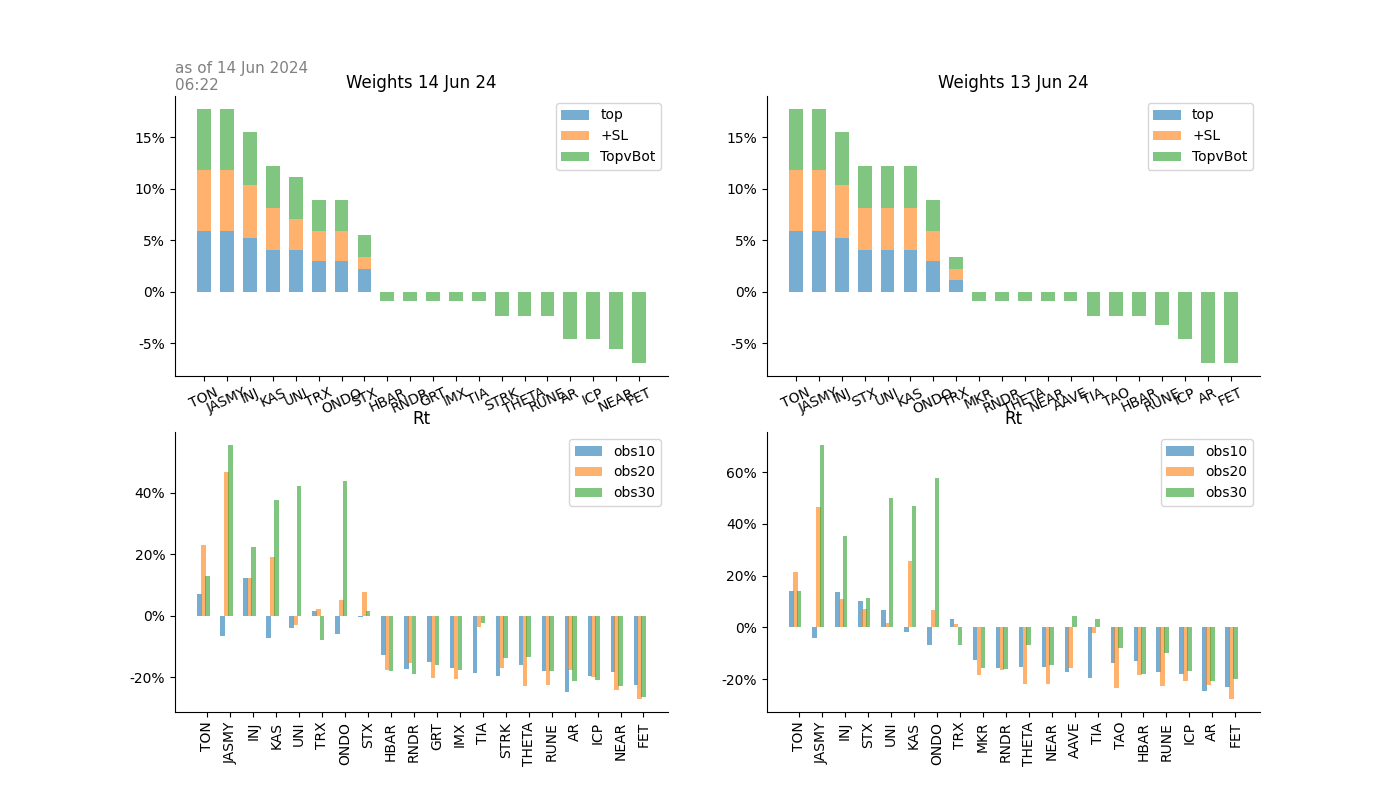 as of 14 Jun 2024
06:22
Weights 14 Jun 24
top
+SL
TopvBot
15%
10%
5%
0%
-5%
TON JASMY INJ KAS UNI TRX ONDO STX HBAR RNDR GRT IMX TIA STRK THETA RUNE AR ICP NEAR FET
Weights 13 Jun 24
top
+SL
TopvBot
15%
10%
5%
0%
-5%
TON JASMY INJ STX UNI KAS ONDO TRX MKR RNDR THETA NEAR AAVE TIA TAO HBAR RUNE ICP AR FET
Rt
obs10
obs20
obs30
40%
20%
0%
-20%
TON JASMY INJ KAS UNI TRX ONDO STX HBAR RNDR GRT IMX TIA STRK THETA RUNE AR ICP NEAR FET
Rt
obs10
obs20
obs30
60%
40%
20%
0%
-20%
TON JASMY INJ STX UNI KAS ONDO TRX MKR RNDR THETA NEAR AAVE TIA TAO HBAR RUNE ICP AR FET